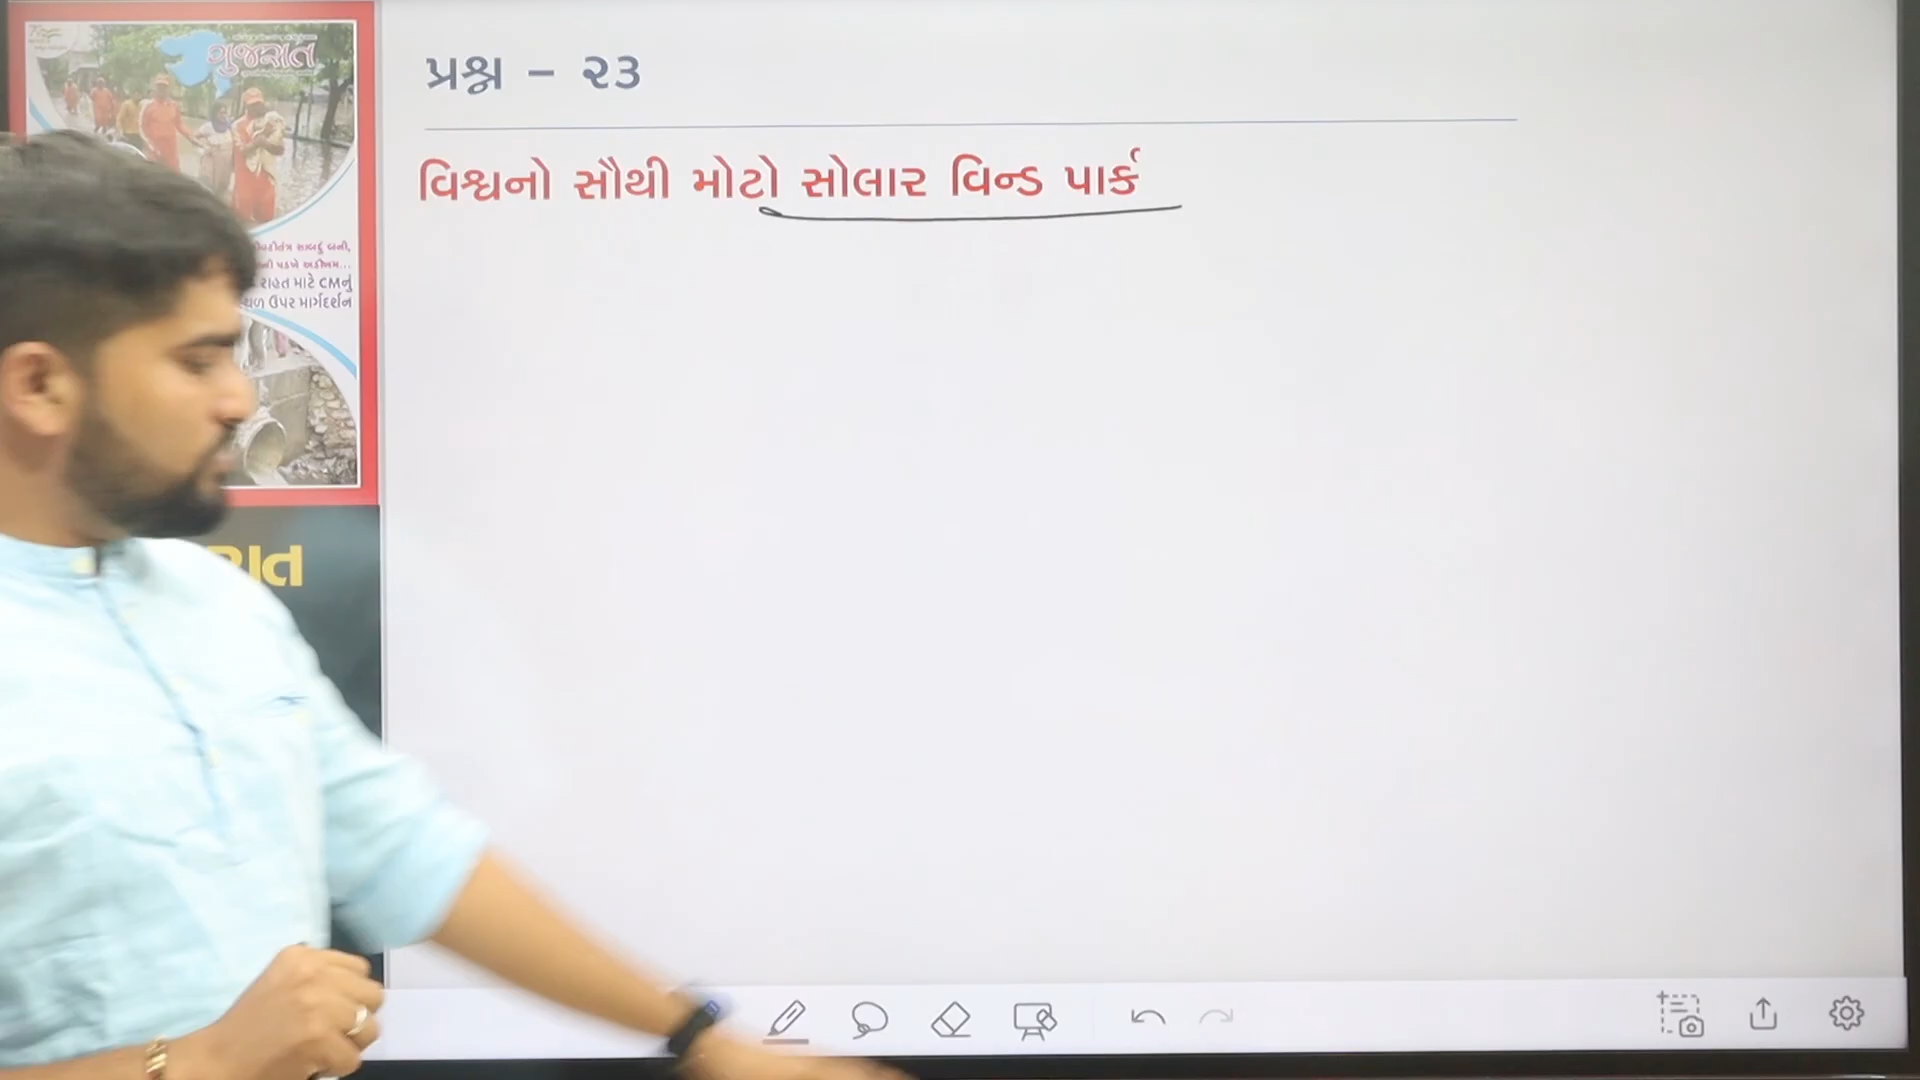 ગુજરાત
રાહત માટે CMનું
ઉપર માર્ગદર્શન
પ્રશ્ન – ૨૩
વિશ્વનો સૌથી મોટો સોલાર વિન્ડ પાર્ક